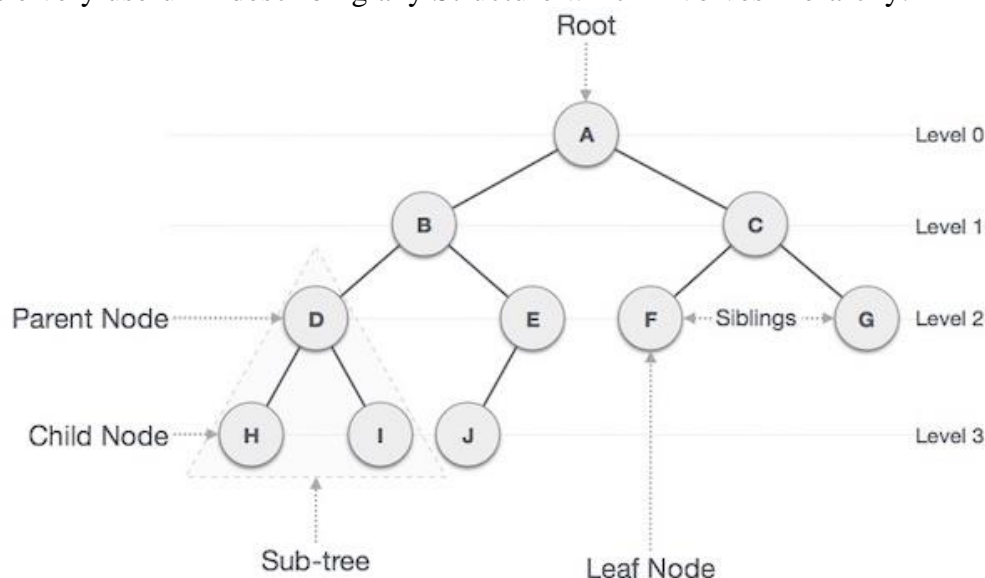 Root
A
Level 0
B
C
Level 1
Parent Node
D
E
F
Siblings
G
Level 2
Child Node
H
I
J
Level 3
Sub-tree
Leaf Node